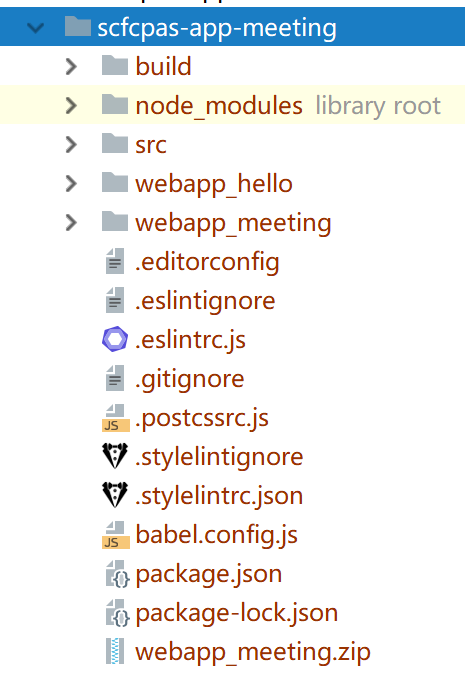 scfcpas-app-meeting
build
node_modules library root
src
webapp_hello
webapp_meeting
.editorconfig
.eslintignore
.eslintrc.js
.gitignore
JS .postcssrc.js
.stylelintignore
.stylelintrc.json
JS babel.config.js
package.json
package-lock.json
webapp_meeting.zip